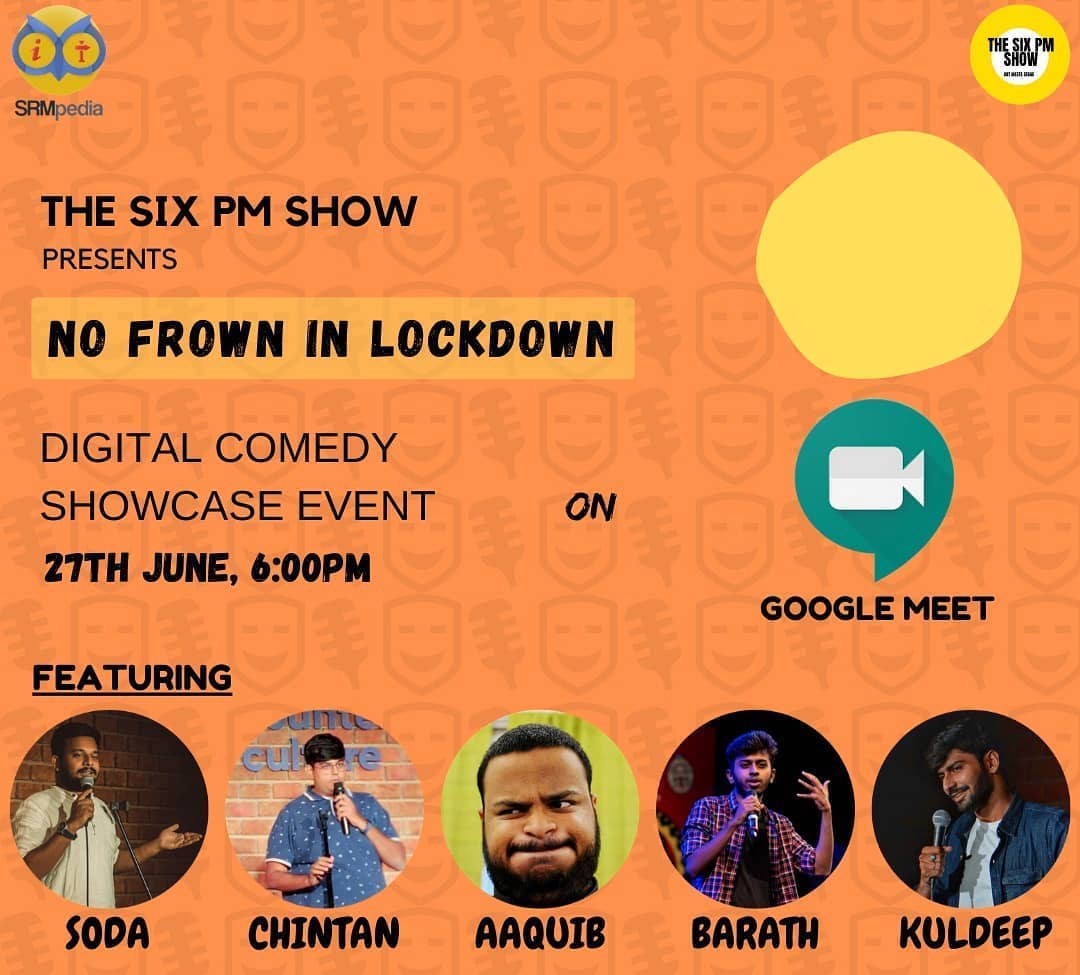 i t
SRMpedia
THE SIX PM
SHOW
THE SIX PM SHOW
PRESENTS
NO FROWN IN LOCKDOWN
DIGITAL COMEDY
SHOWCASE EVENT
ON
27TH JUNE, 6:00PM
GOOGLE MEET
FEATURING
culture
SODA
CHINTAN
AAQUIB
BARATH
KULDEEP